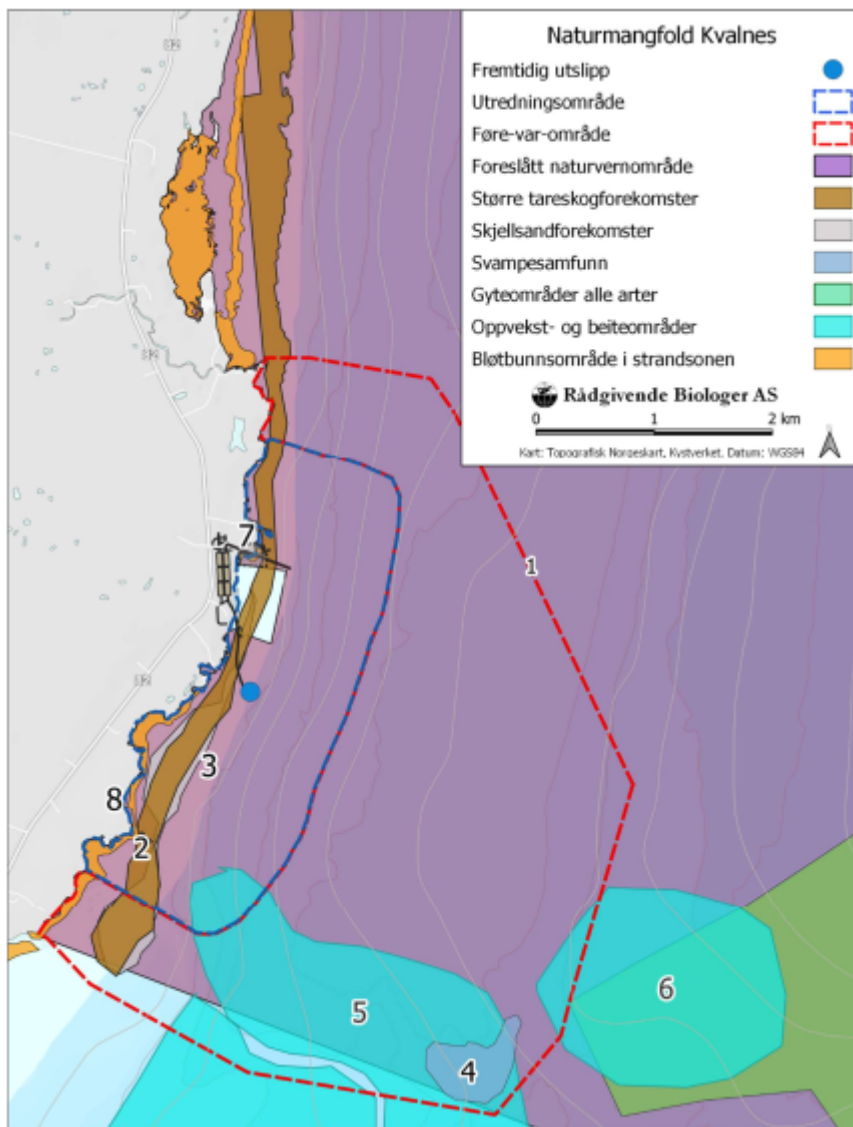 Naturmangfold Kvalnes
Fremtidig utslipp
Utredningsområde
Føre-var-område
Foreslått naturvernområde
Større tareskogforekomster
Skjellsandforekomster
Svampesamfunn
Gyteområder alle arter
Oppvekst- og beiteområder
Bløtbunnsområde i strandsonen
Rådgivende Biologer AS
0 1 2 km
Kart: Topografisk Norgeskart, Kystverket. Datum: WGS84
7
1
3
8
2
6
5
4